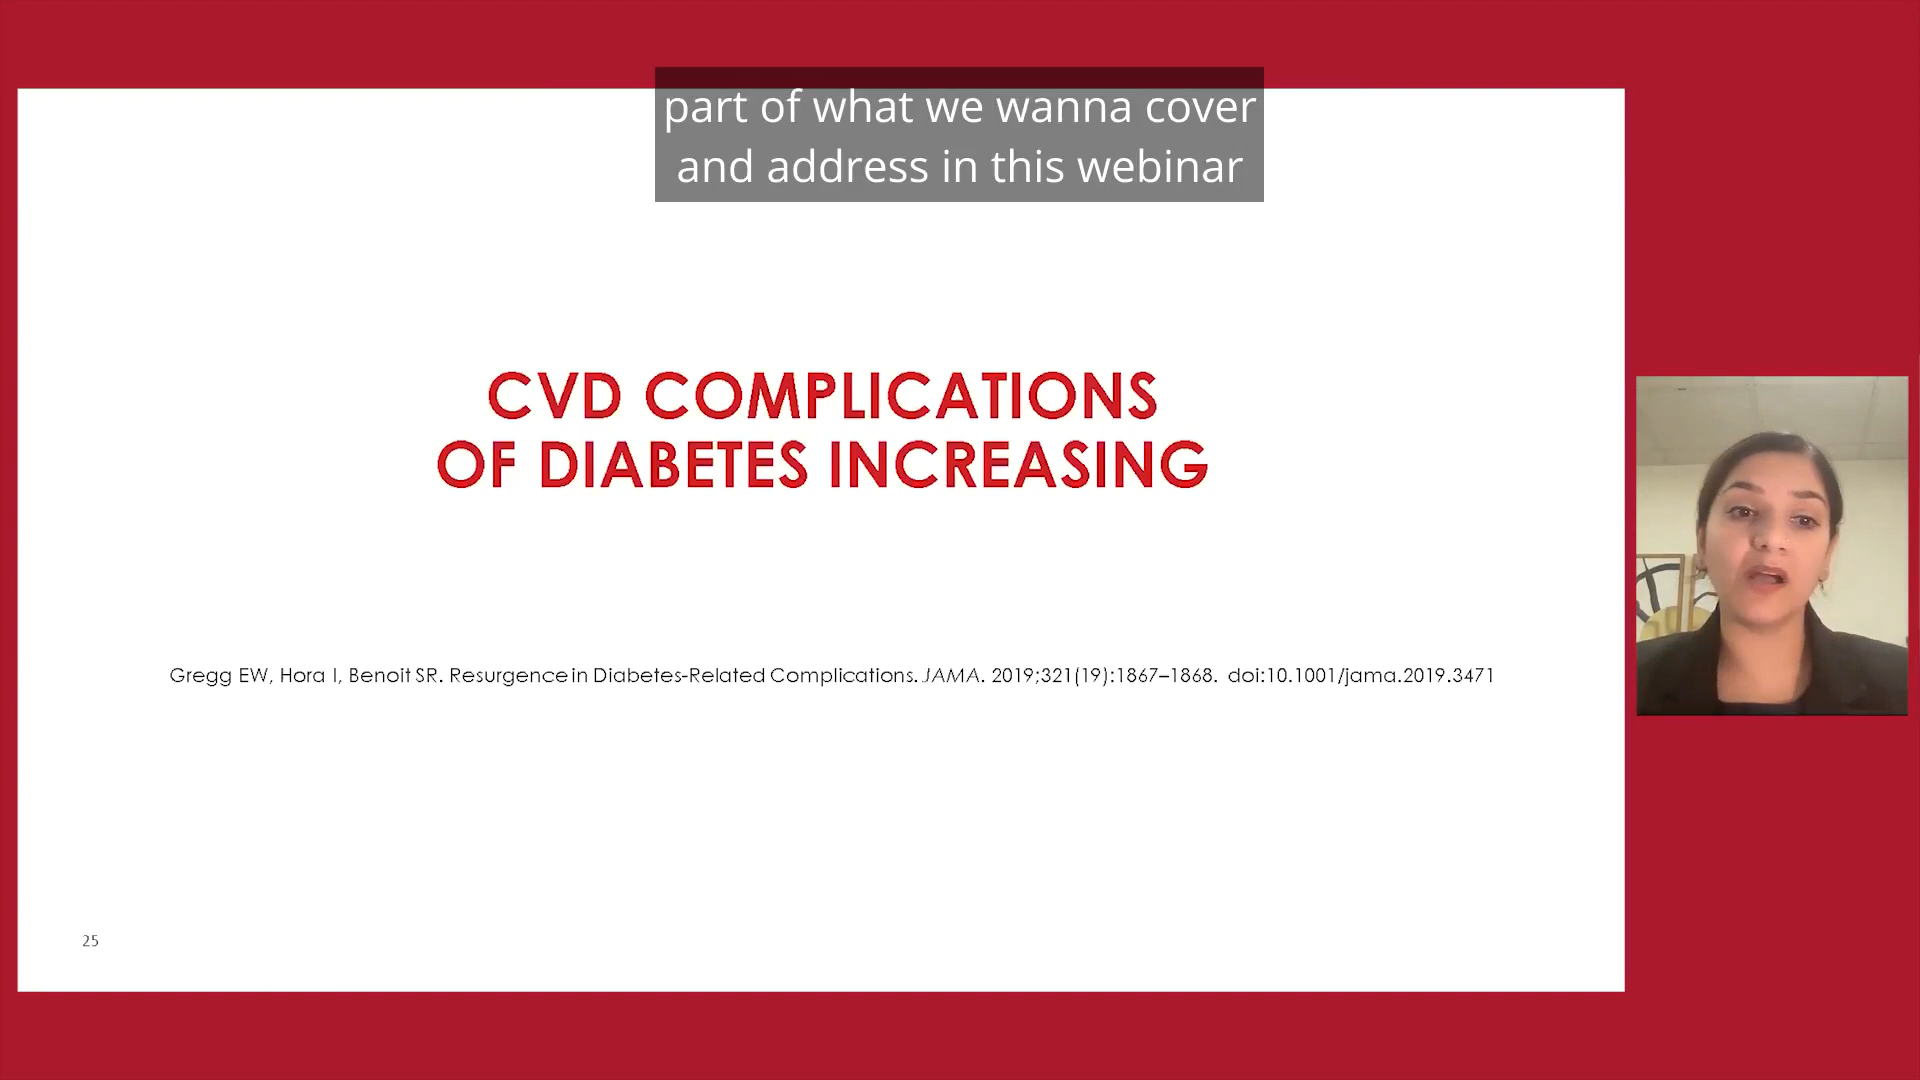 part of what we wanna cover
and address in this webinar
CVD COMPLICATIONS
OF DIABETES INCREASING
Gregg EW, Hora I, Benoit SR. Resurgence in Diabetes-Related Complications. JAMA. 2019;321(19):1867–1868. doi:10.1001/jama.2019.3471
25